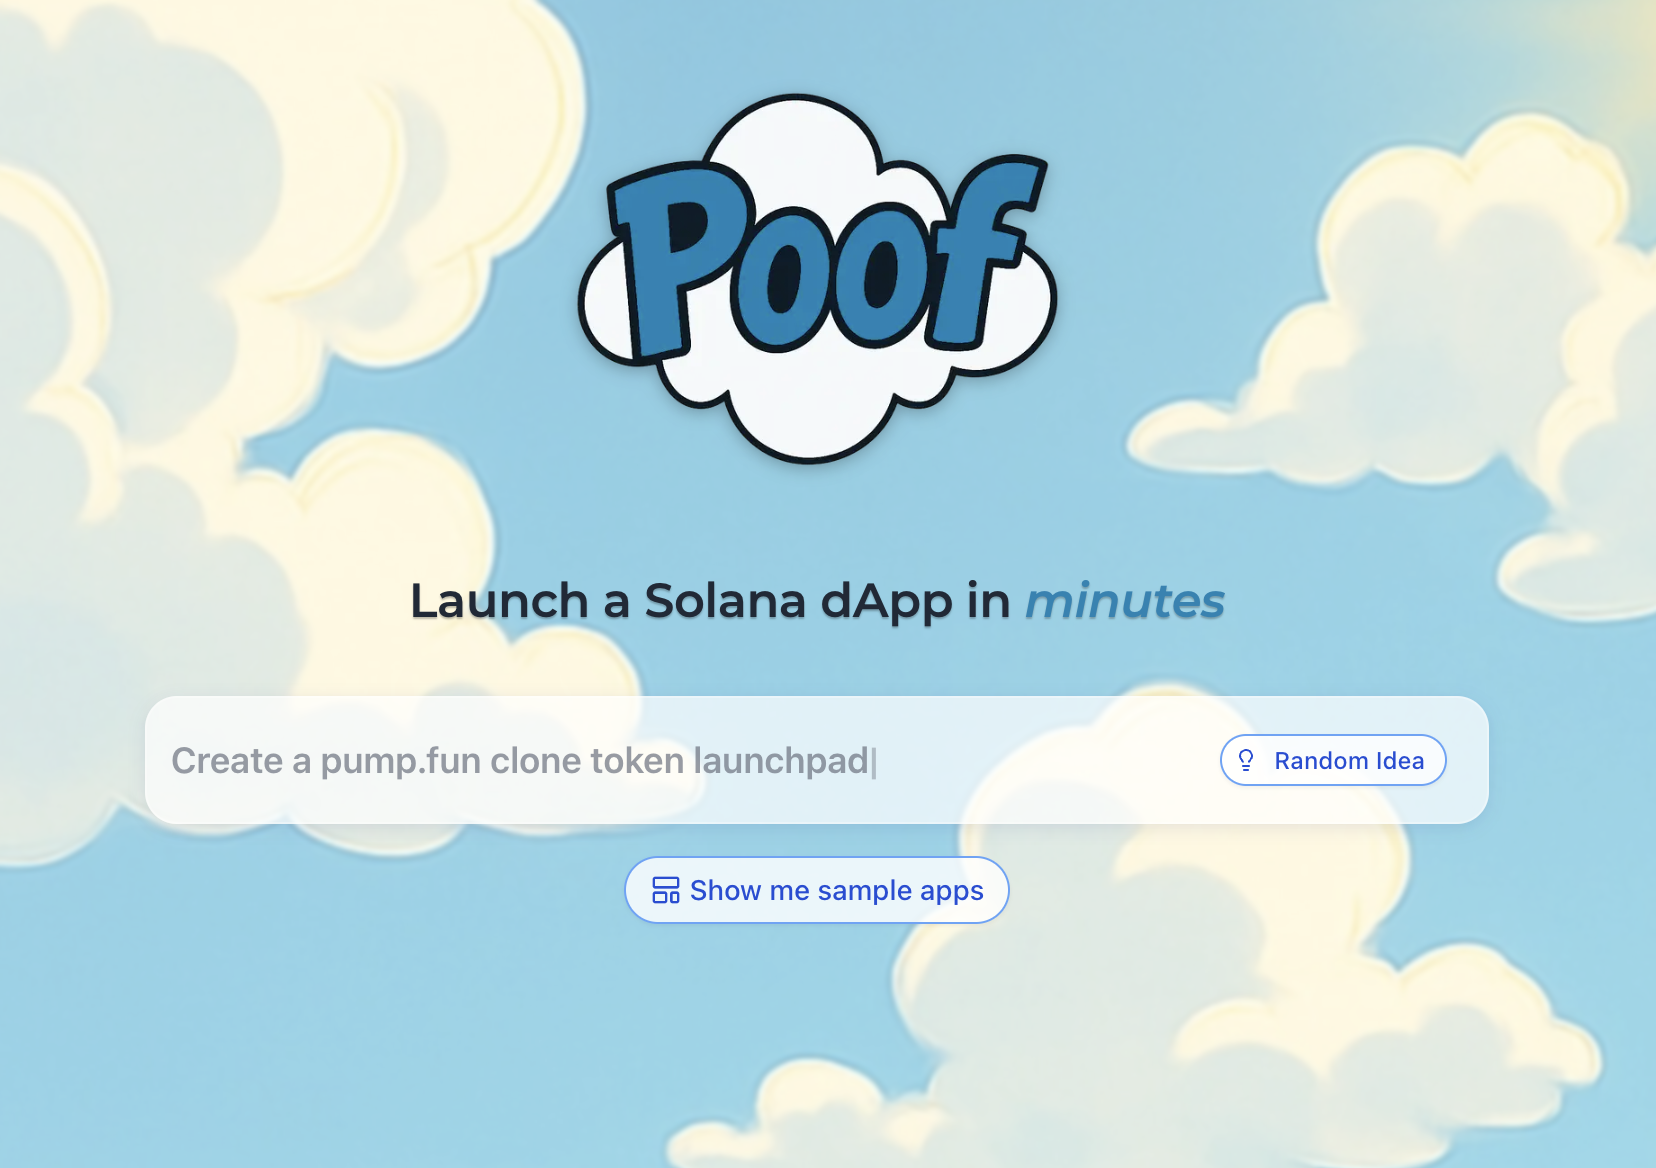 Poof
Launch a Solana dApp in minutes
Create a pump.fun clone token launchpad
Random Idea
Show me sample apps